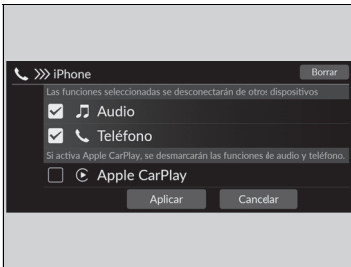 iPhone
Borrar
Las funciones seleccionadas se desconectarán de otros dispositivos
Audio
Teléfono
Si activa Apple CarPlay, se desmarcarán las funciones de audio y teléfono.
Apple CarPlay
Aplicar
Cancelar